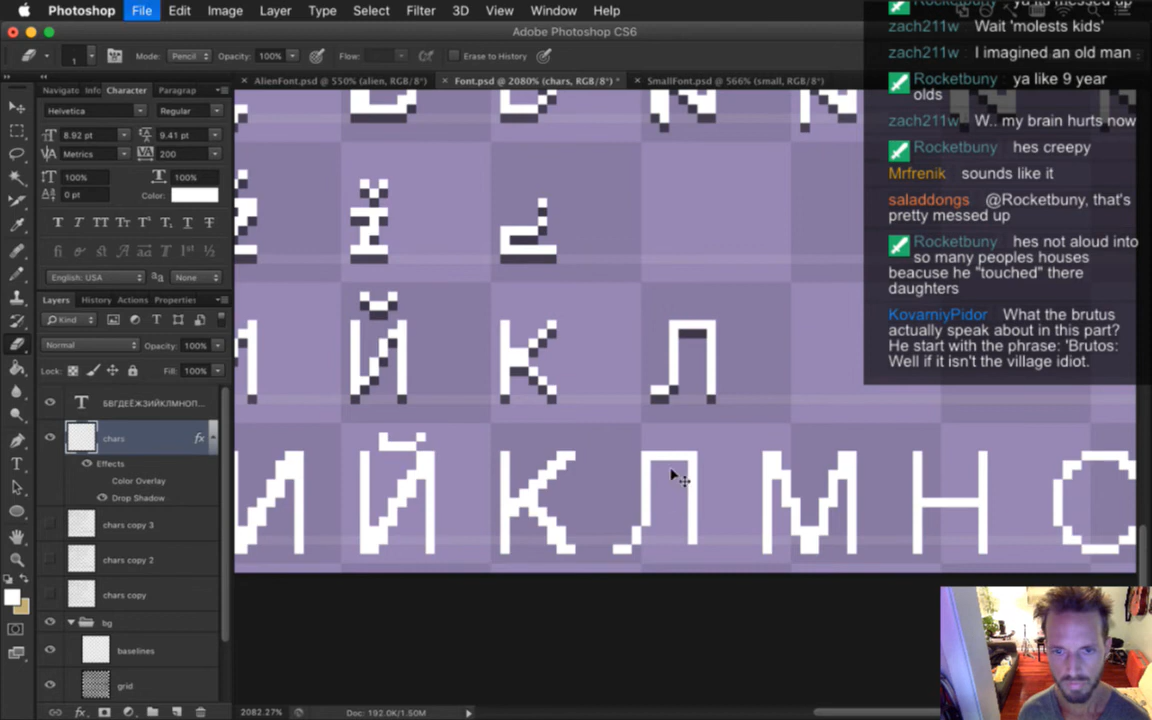 Photoshop File Edit Image Layer Type Select Filter 3D View Window Help
Adobe Photoshop CS6
1 Mode: Pencil Opacity: 100% Flow: Erase to History
AlienFont.psd @ 550% (alien, RGB/8*) Font.psd @ 2080% (chars, RGB/8*) * SmallFont.psd @ 566% (small, RGB/8*)
Navigato Info Character Paragraph
Helvetica Regular
8.92 pt 9.41 pt
Metrics 200
100% 100%
0 pt Color:
English: USA None
Layers History Actions Properties
Kind
Normal Opacity: 100%
Lock: Fill: 100%
БВГДЕЁЖЗИЙКЛМНОП...
chars fx
Effects
Color Overlay
Drop Shadow
chars copy 3
chars copy 2
chars copy
bg
baselines
grid
2082.27% Doc: 192.0K/1.50M
Й К Л
И Й К Л М Н
zach211w Wait 'molests kids'
zach211w I imagined an old man
Rocketbuny: ya like 9 year
olds
zach211w W.. my brain hurts now
Rocketbuny: hes creepy
Mrfrenik sounds like it
saladdongs @Rocketbuny, that's
pretty messed up
Rocketbuny: hes not aloud into
so many peoples houses
beacuse he "touched" there
daughters
KovarniyPidor What the brutus
actually speak about in this part?
He start with the phrase: 'Brutos:
Well if it isn't the village idiot.